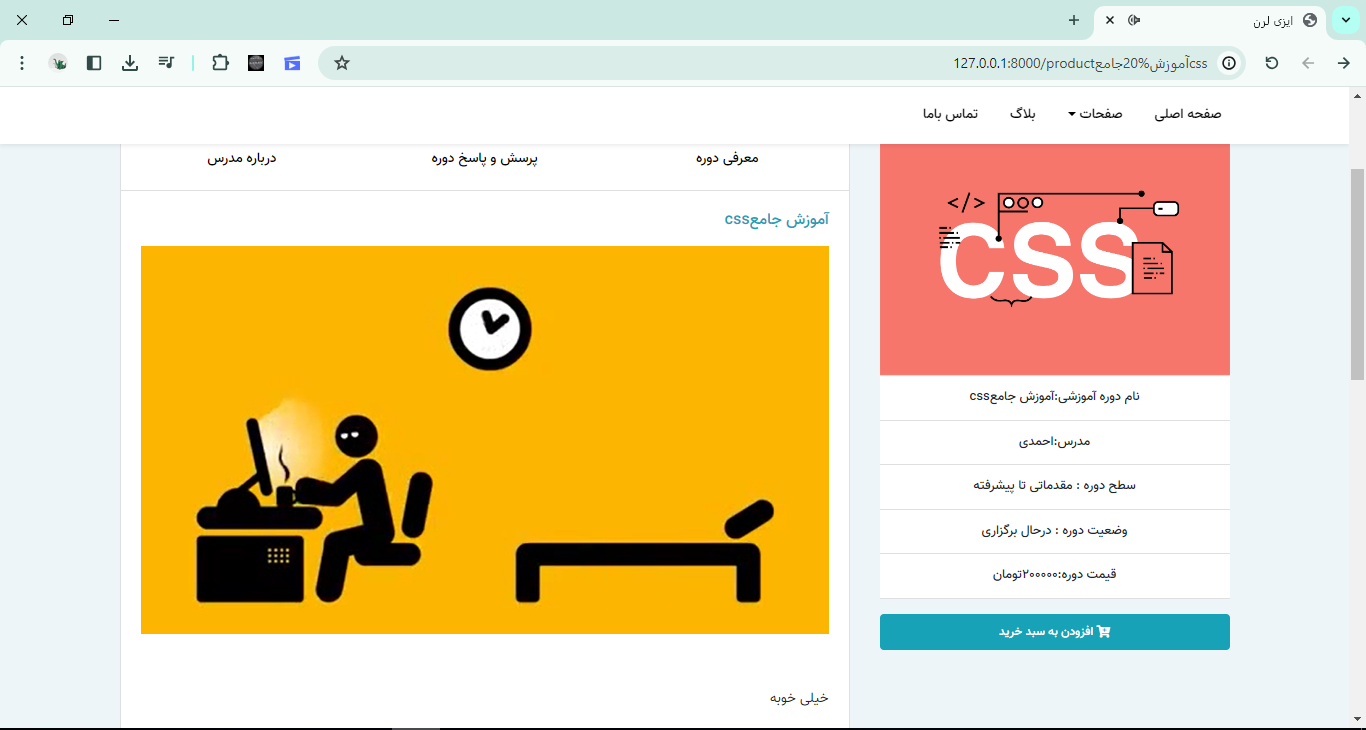 ایزی لرن
127.0.0.1:8000/productآموزش%20جامعcss
صفحه اصلی
صفحات
بلاگ
تماس باما
معرفی دوره
پرسش و پاسخ دوره
درباره مدرس
آموزش جامعcss
</>
CSS
نام دوره آموزشی:آموزش جامعcss
مدرس:احمدی
سطح دوره : مقدماتی تا پیشرفته
وضعیت دوره : درحال برگزاری
قیمت دوره:۲۰۰۰۰۰تومان
افزودن به سبد خرید
خیلی خوبه